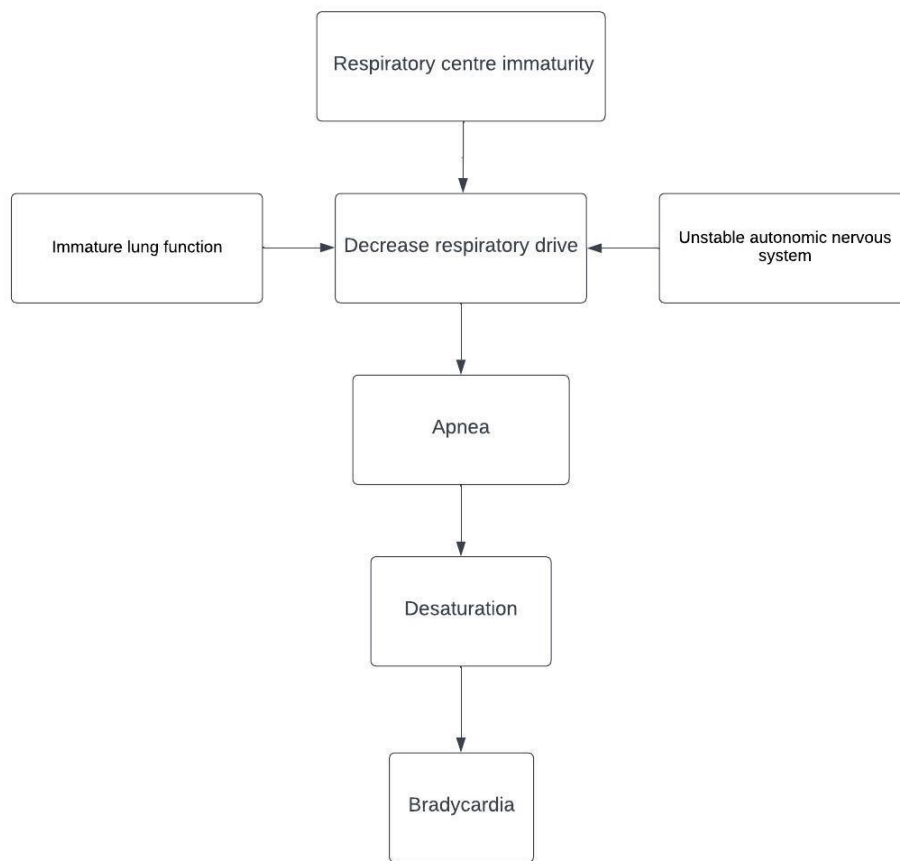 Respiratory centre immaturity
Immature lung function
Decrease respiratory drive
Unstable autonomic nervous
system
Apnea
Desaturation
Bradycardia